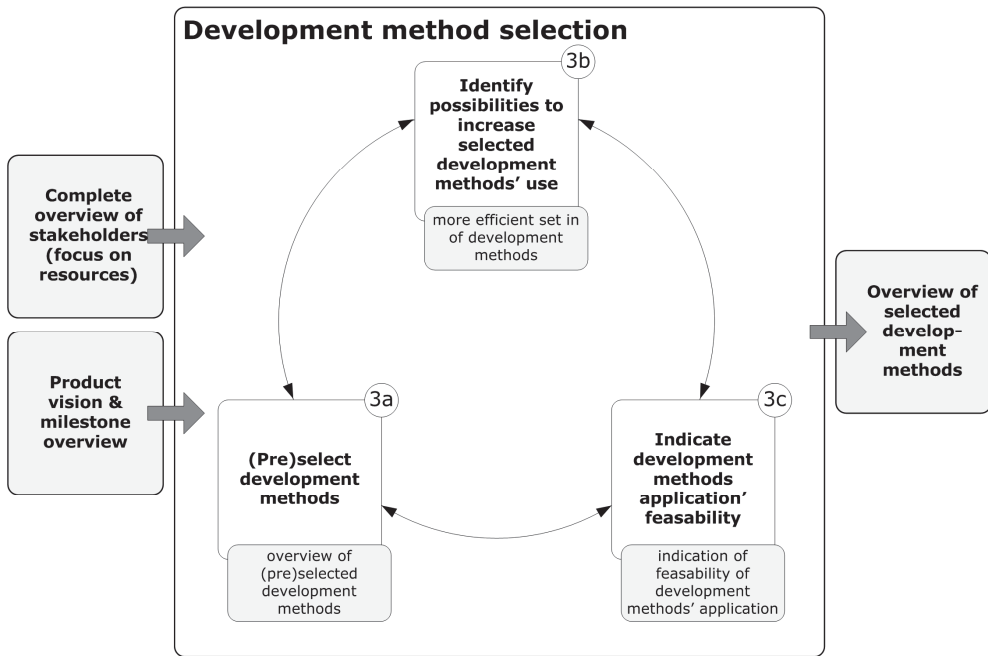 Development method selection
3b
Identify
possibilities to
increase
selected
development
methods’ use
more efficient set in
of development
methods
Complete
overview of
stakeholders
(focus on
resources)
Product
vision &
milestone
overview
3a
(Pre)select
development
methods
overview of
(pre)selected
development
methods
3c
Indicate
development
methods
application’
feasability
indication of
feasability of
development
methods’ application
Overview of
selected
develop-
ment
methods